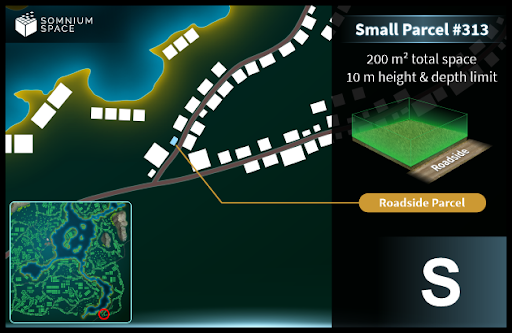 SOMNIUM
SPACE
Small Parcel #313
200 m² total space
10 m height & depth limit
Roadside
Roadside Parcel
S